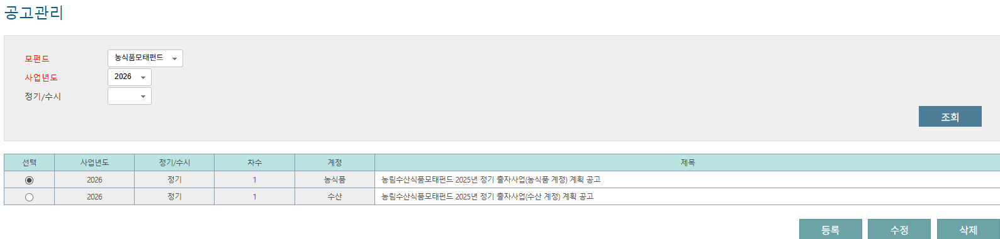 공고관리
모펀드 농식품모태펀드
사업년도 2026
정기/수시
조회
선택 사업년도 정기/수시 차수 계정 제목
2026 정기 1 농식품 농림수산식품모태펀드 2025년 정기 출자사업(농식품 계정) 계획 공고
2026 정기 1 수산 농림수산식품모태펀드 2025년 정기 출자사업(수산 계정) 계획 공고
등록 수정 삭제